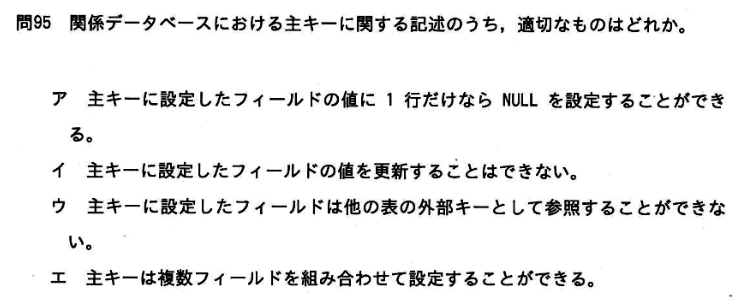 問95 関係データベースにおける主キーに関する記述のうち，適切なものはどれか。
ア 主キーに設定したフィールドの値に 1 行だけなら NULL を設定することができ
る。
イ 主キーに設定したフィールドの値を更新することはできない。
ウ 主キーに設定したフィールドは他の表の外部キーとして参照することができな
い。
エ 主キーは複数フィールドを組み合わせて設定することができる。